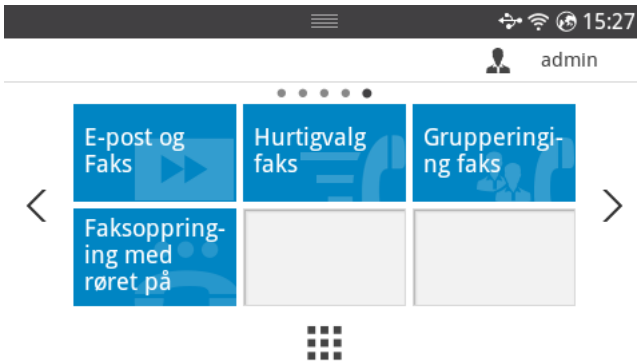 15:27
admin
E-post og
Faks
Hurtigvalg
faks
Grupperingi-
ng faks
Faksoppring-
ing med
røret på